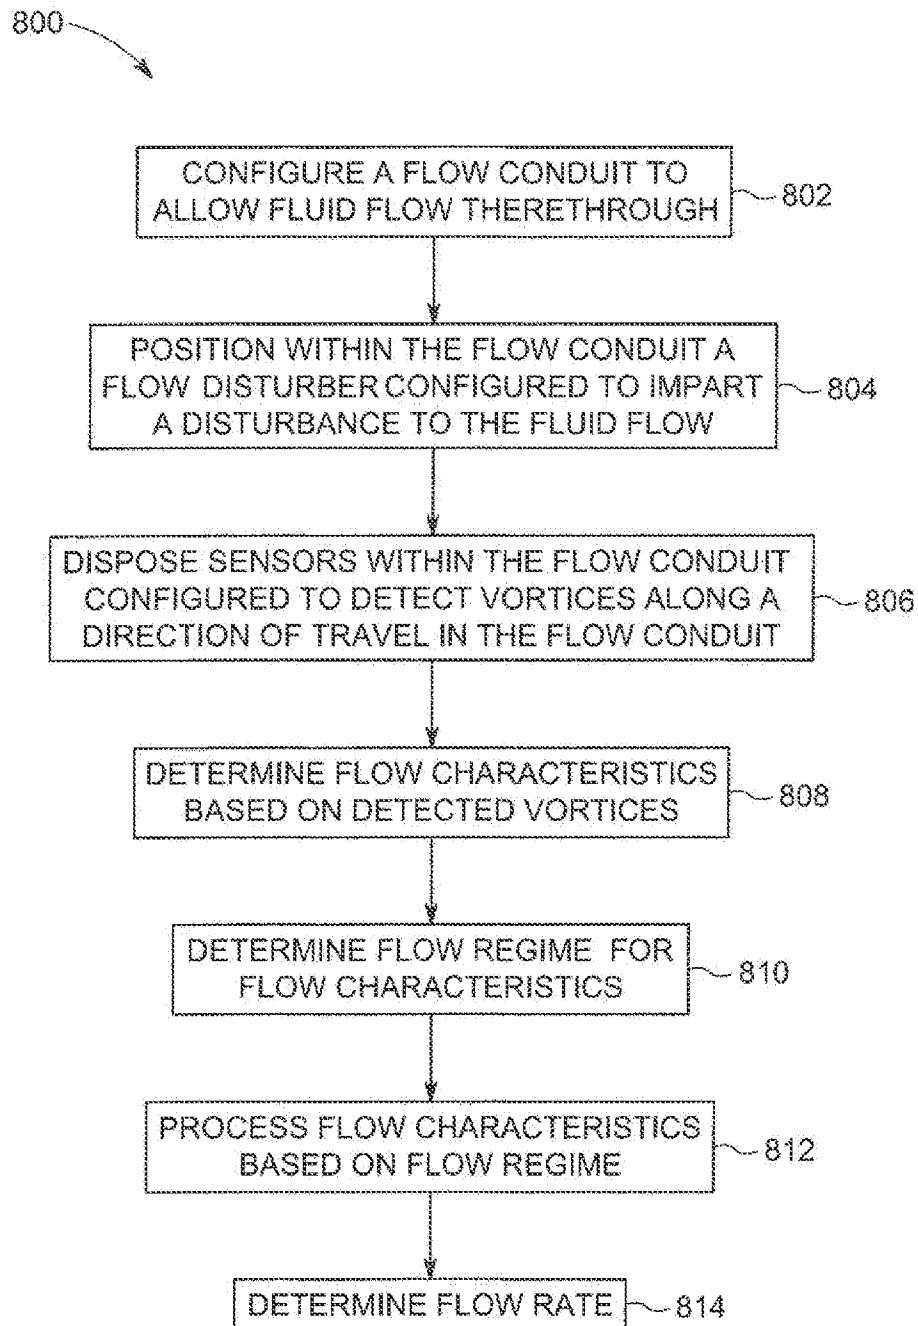 800
CONFIGURE A FLOW CONDUIT TO
ALLOW FLUID FLOW THERETHROUGH
802
POSITION WITHIN THE FLOW CONDUIT A
FLOW DISTURBER CONFIGURED TO IMPART
A DISTURBANCE TO THE FLUID FLOW
804
DISPOSE SENSORS WITHIN THE FLOW CONDUIT
CONFIGURED TO DETECT VORTICES ALONG A
DIRECTION OF TRAVEL IN THE FLOW CONDUIT
806
DETERMINE FLOW CHARACTERISTICS
BASED ON DETECTED VORTICES
808
DETERMINE FLOW REGIME FOR
FLOW CHARACTERISTICS
810
PROCESS FLOW CHARACTERISTICS
BASED ON FLOW REGIME
812
DETERMINE FLOW RATE
814